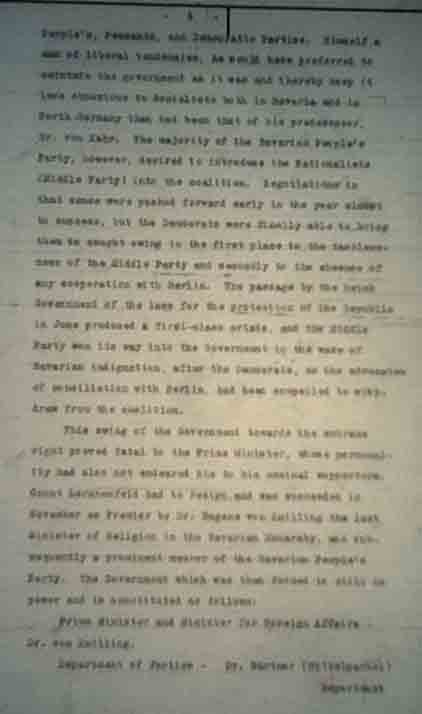 - 4 -
People's, Peasants, and Democratic Parties. Himself a
man of liberal tendencies, he would have preferred to
maintain the government as it was and thereby keep it
less obnoxious to Socialists both in Bavaria and in
North Germany than had been that of his predecessor,
Dr. von Kahr. The majority of the Bavarian People's
Party, however, desired to introduce the Nationalists
(Middle Party) into the coalition. Negotiations in
that sense were pushed forward early in the year almost
to success, but the Democrats were finally able to bring
them to naught owing in the first place to the
of the Middle Party and secondly to the absence of
any cooperation with Berlin. The passage by the Reich
Government of the laws for the protection of the Republic
in June produced a first-class crisis, and the Middle
Party won its way into the Government in the wake of
Bavarian indignation, after the Democrats, as the advocates
of conciliation with Berlin, had been compelled to with-
draw from the coalition.
This swing of the Government towards the extreme
right proved fatal to the Prime Minister, whose personal-
ity had also not endeared him to his nominal supporters.
Count Lerchenfeld had to resign and was succeeded in
November as Premier by Dr. Eugene von Knilling the last
Minister of Religion in the Bavarian Monarchy, and sub-
sequently a prominent member of the Bavarian People's
Party. The Government which was then formed is still in
power and is constituted as follows:
Prime Minister and Minister for Foreign Affairs -
Dr. von Knilling.
Department of Justice - Dr. Gürtner (Mittelpartei)
Department